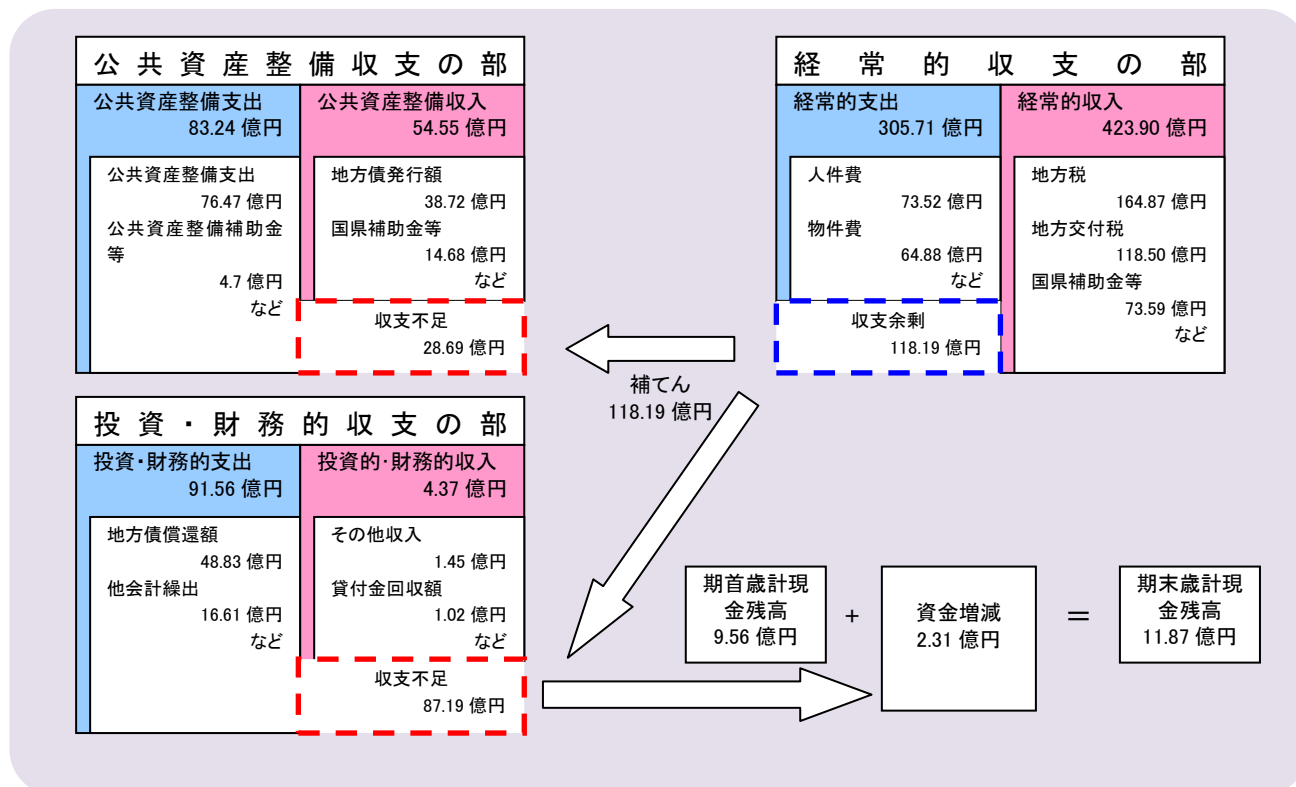 公共資産整備収支の部
公共資産整備支出
83.24 億円
公共資産整備収入
54.55 億円
公共資産整備支出
76.47 億円
公共資産整備補助金
等
4.7 億円
など
地方債発行額
38.72 億円
国県補助金等
14.68 億円
など
収支不足
28.69 億円
経常的収支の部
経常的支出
305.71 億円
経常的収入
423.90 億円
人件費
73.52 億円
物件費
64.88 億円
など
収支余剰
118.19 億円
地方税
164.87 億円
地方交付税
118.50 億円
国県補助金等
73.59 億円
など
補てん
118.19 億円
投資・財務的収支の部
投資・財務的支出
91.56 億円
投資的・財務的収入
4.37 億円
地方債償還額
48.83 億円
他会計繰出
16.61 億円
など
その他収入
1.45 億円
貸付金回収額
1.02 億円
など
収支不足
87.19 億円
期首歳計現
金残高
9.56 億円
+
資金増減
2.31 億円
＝
期末歳計現
金残高
11.87 億円